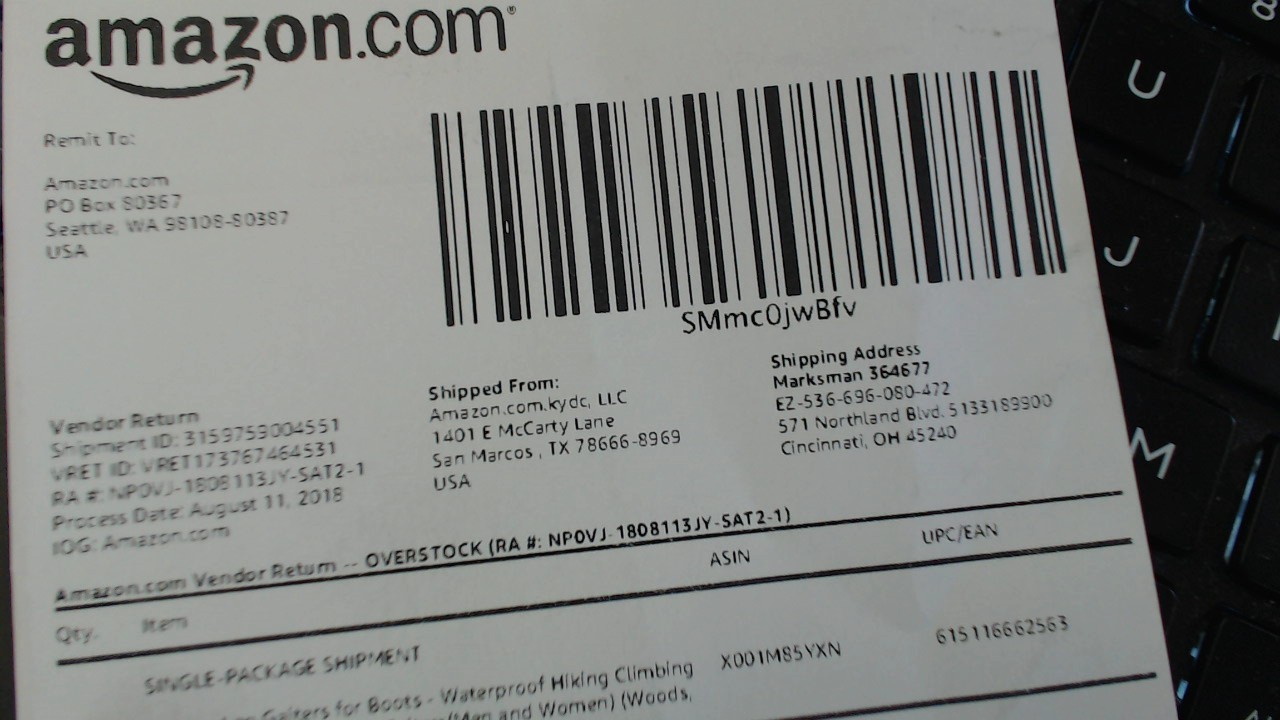 amazon.com
Remit To:
Amazon.com
PO Box 80367
Seattle, WA 98108-80387
USA
SMmc0jwBfv
Vendor Return
Shipment ID: 3159759004551
VRET ID: VRET173767464531
RA #: NP0VJ-1808113JY-SAT2-1
Process Date: August 11, 2018
IOG: Amazon.com
Shipped From:
Amazon.com.kydc, LLC
1401 E McCarty Lane
San Marcos , TX 78666-8969
USA
Shipping Address
Marksman 364677
EZ-536-696-080-472
571 Northland Blvd. 5133189900
Cincinnati, OH 45240
Amazon.com Vendor Return -- OVERSTOCK (RA #: NP0VJ-1808113JY-SAT2-1)
Qty. Item ASIN UPC/EAN
SINGLE-PACKAGE SHIPMENT
Gaiters for Boots - Waterproof Hiking Climbing X001M85YXN 615116662563
(Men and Women) (Woods,
U
J
M